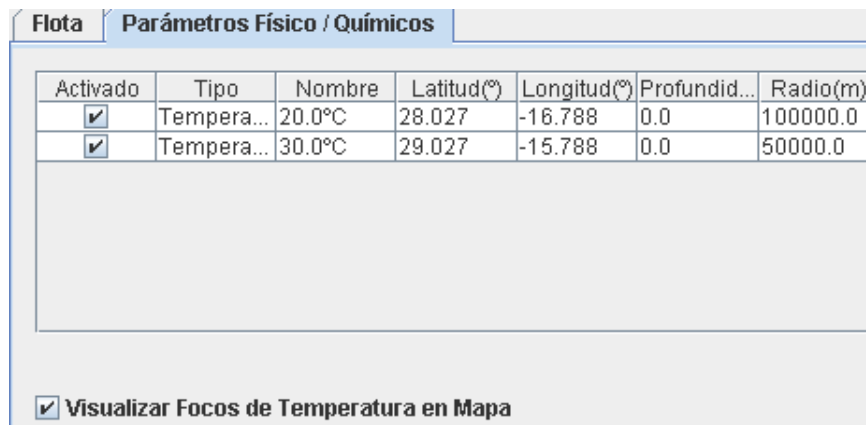 Flota Parámetros Físico / Químicos
Activado Tipo Nombre Latitud(º) Longitud(º) Profundid... Radio(m)
Tempera... 20.0ºC 28.027 -16.788 0.0 100000.0
Tempera... 30.0ºC 29.027 -15.788 0.0 50000.0
Visualizar Focos de Temperatura en Mapa